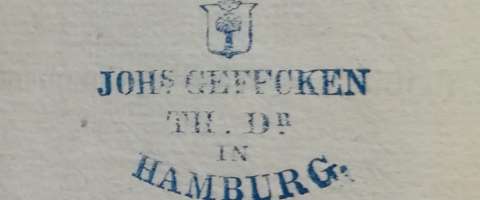 JOHS GEFFCKEN
TH. DR
IN
HAMBURG.